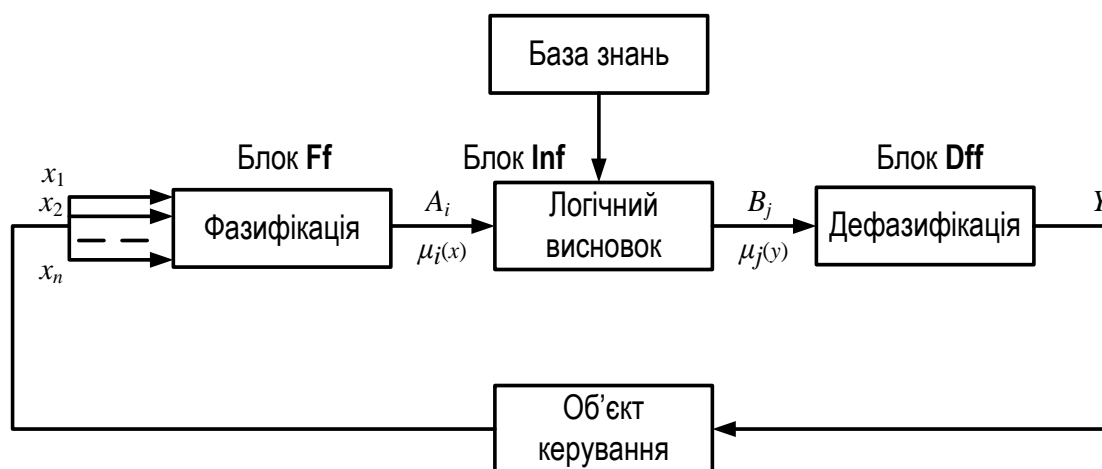 База знань
Блок Ff
Блок Inf
Блок Dff
x1
x2
xn
Фазифікація
Ai
μi(x)
Логічний
висновок
Bj
μj(y)
Дефазифікація
Y
Об’єкт
керування